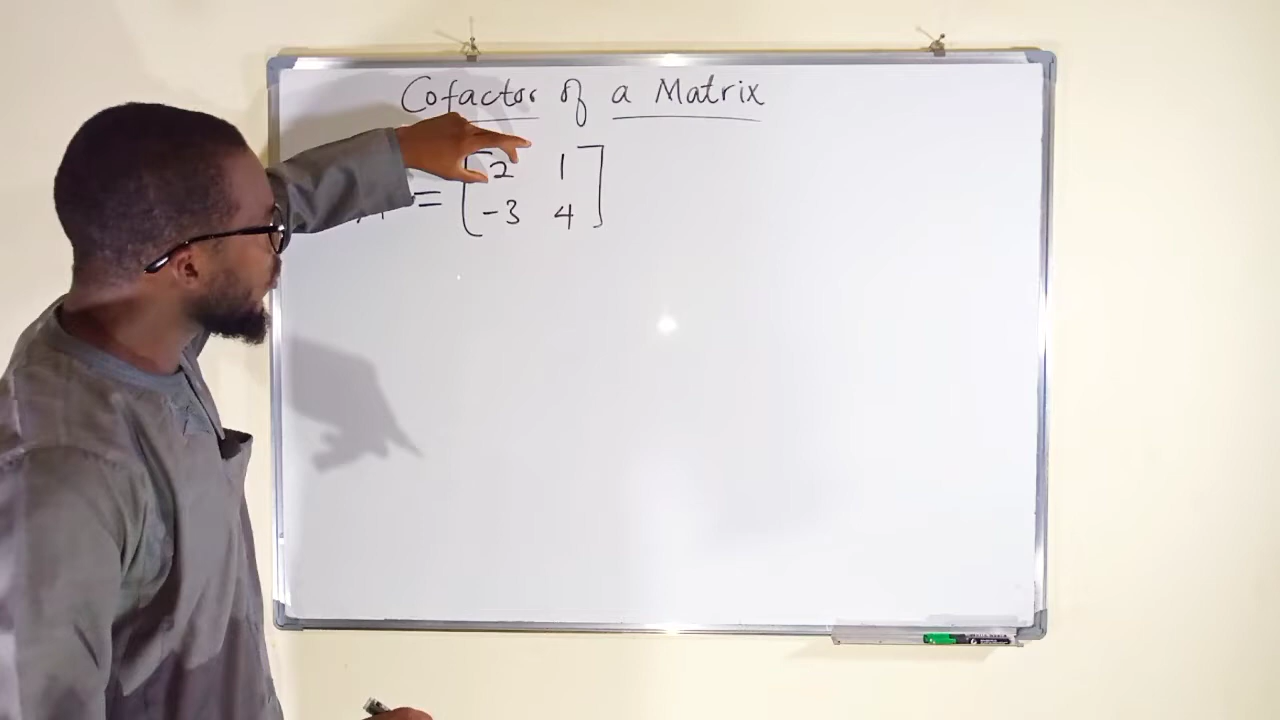 Cofactor of a Matrix
A = [2 1
-3 4]